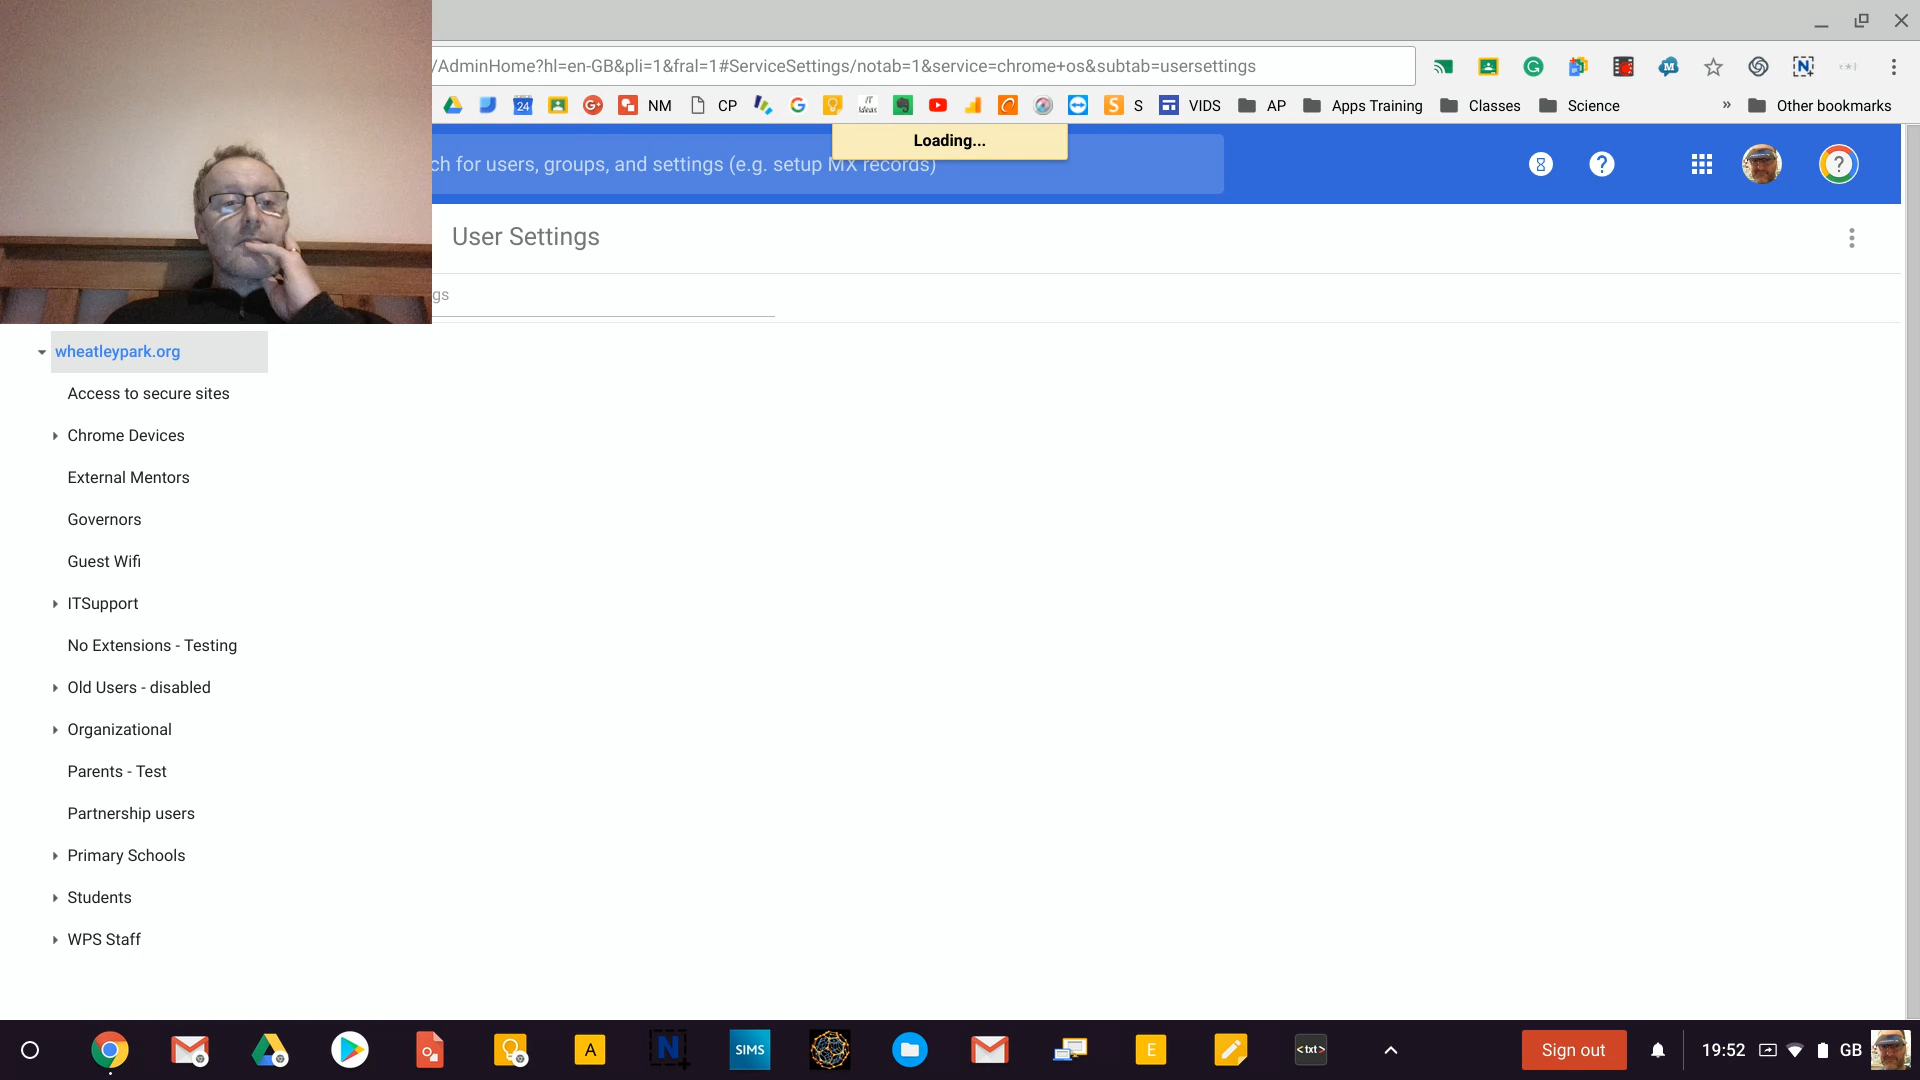 /AdminHome?hl=en-GB&pli=1&fral=1#ServiceSettings/notab=1&service=chrome+os&subtab=usersettings
24 NM CP IT Ideas S S VIDS AP Apps Training Classes Science » Other bookmarks
Loading...
ch for users, groups, and settings (e.g. setup MX records)
User Settings
gs
wheatleypark.org
Access to secure sites
Chrome Devices
External Mentors
Governors
Guest Wifi
ITSupport
No Extensions - Testing
Old Users - disabled
Organizational
Parents - Test
Partnership users
Primary Schools
Students
WPS Staff
A N SIMS E <txt> Sign out 19:52 GB